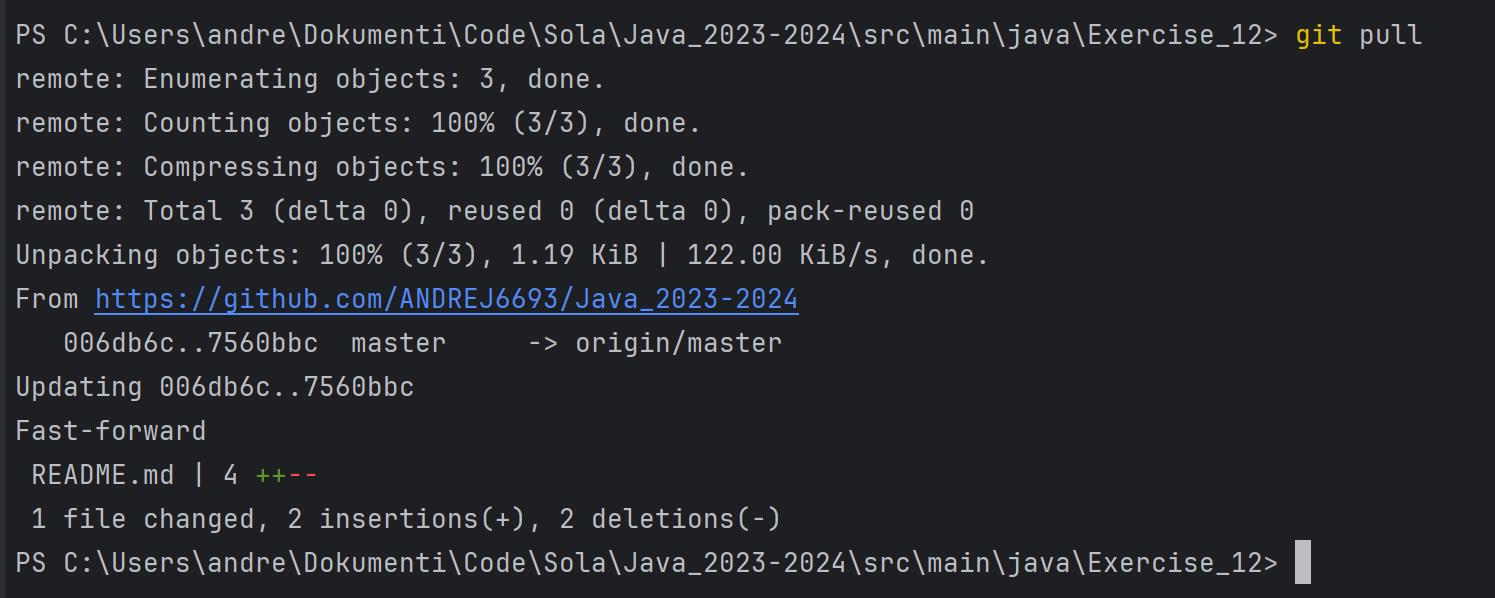 PS C:\Users\andre\Dokumenti\Code\Sola\Java_2023-2024\src\main\java\Exercise_12> git pull
remote: Enumerating objects: 3, done.
remote: Counting objects: 100% (3/3), done.
remote: Compressing objects: 100% (3/3), done.
remote: Total 3 (delta 0), reused 0 (delta 0), pack-reused 0
Unpacking objects: 100% (3/3), 1.19 KiB | 122.00 KiB/s, done.
From https://github.com/ANDREJ6693/Java_2023-2024
   006db6c..7560bbc  master     -> origin/master
Updating 006db6c..7560bbc
Fast-forward
 README.md | 4 ++--
 1 file changed, 2 insertions(+), 2 deletions(-)
PS C:\Users\andre\Dokumenti\Code\Sola\Java_2023-2024\src\main\java\Exercise_12>